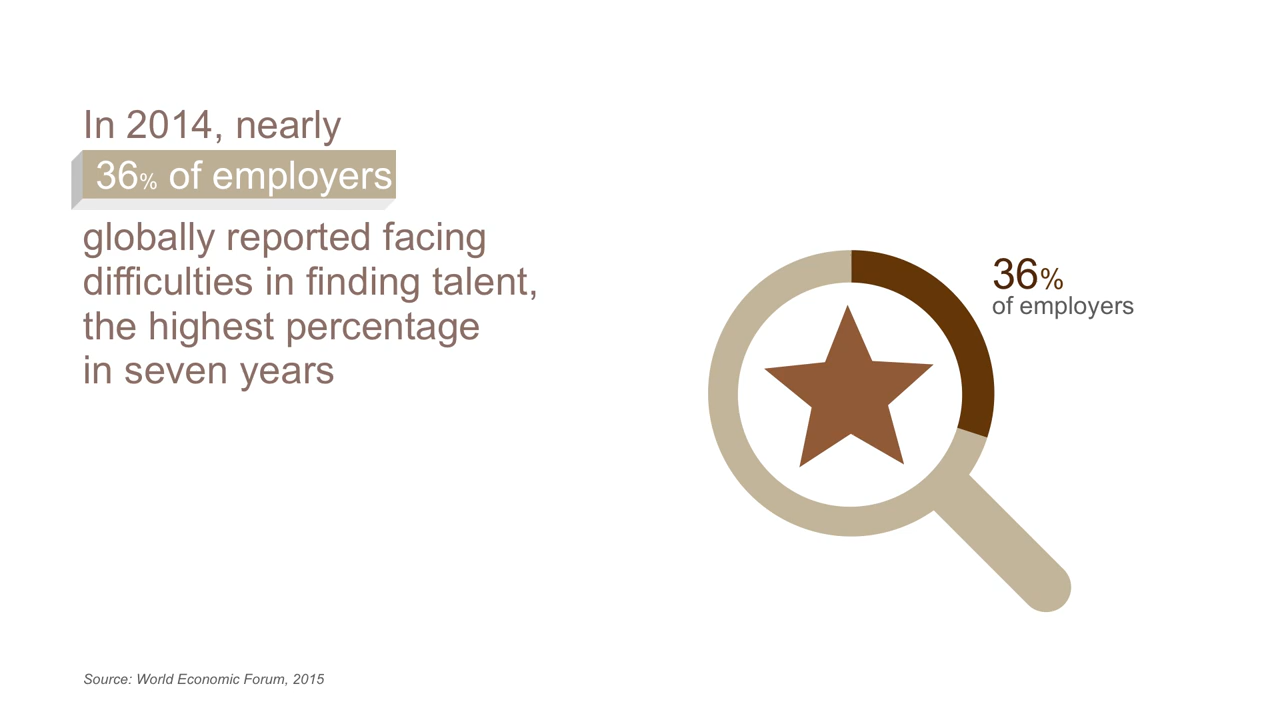 In 2014, nearly
36% of employers
globally reported facing
difficulties in finding talent,
the highest percentage
in seven years
36%
of employers
Source: World Economic Forum, 2015